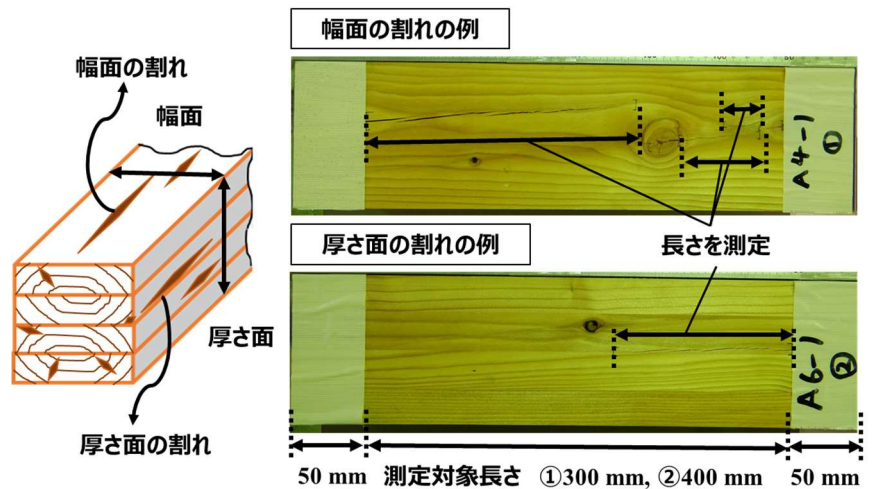 幅面の割れの例
幅面の割れ
幅面
A4-1
①
長さを測定
厚さ面の割れの例
厚さ面
A6-1
②
厚さ面の割れ
50 mm 測定対象長さ ①300 mm, ②400 mm 50 mm